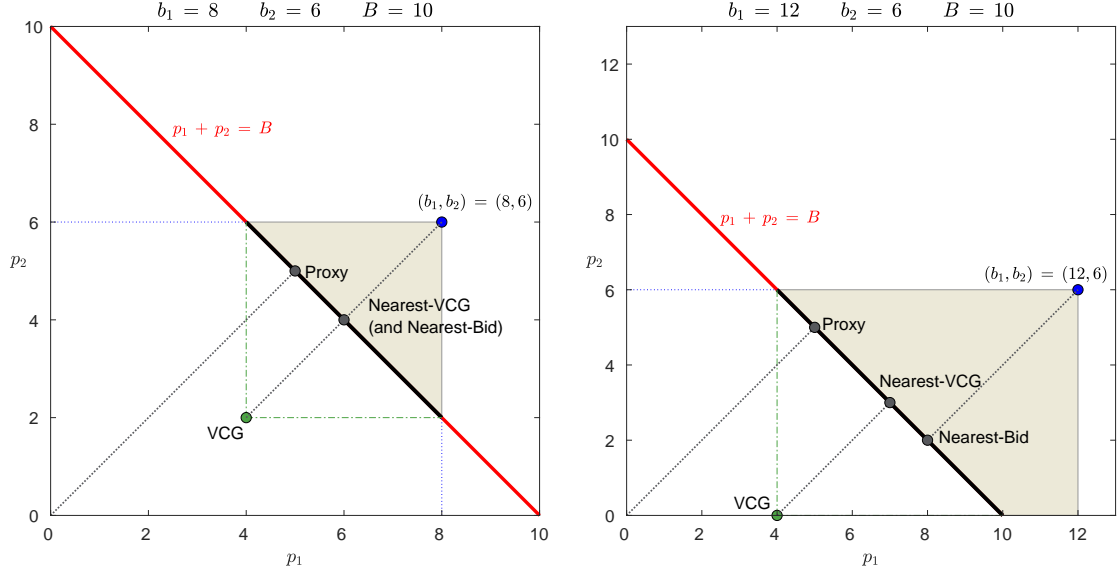 b₁ = 8 b₂ = 6 B = 10
10
8
6
4
2
0
p₂
p₁ + p₂ = B
(b₁, b₂) = (8, 6)
Proxy
Nearest-VCG
(and Nearest-Bid)
VCG
0 2 4 6 8 10
p₁
b₁ = 12 b₂ = 6 B = 10
12
10
8
6
4
2
0
p₂
p₁ + p₂ = B
(b₁, b₂) = (12, 6)
Proxy
Nearest-VCG
Nearest-Bid
VCG
0 2 4 6 8 10 12
p₁